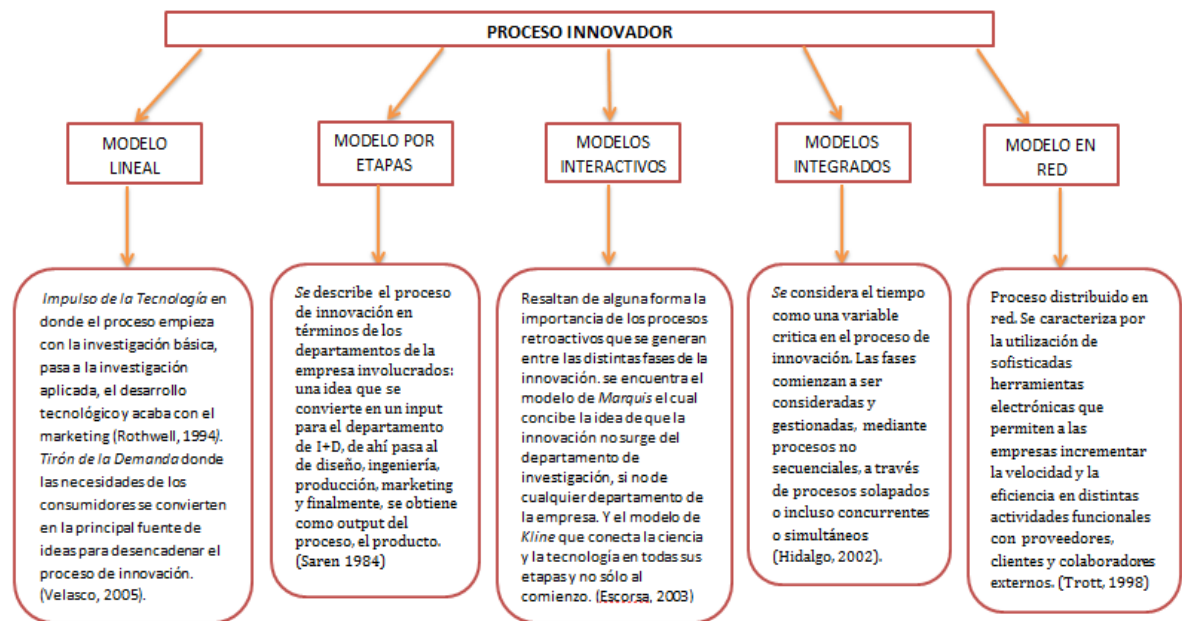 PROCESO INNOVADOR
MODELO
LINEAL
MODELO POR
ETAPAS
MODELOS
INTERACTIVOS
MODELOS
INTEGRADOS
MODELO EN
RED
Impulso de la Tecnología en
donde el proceso empieza
con la investigación básica,
pasa a la investigación
aplicada, el desarrollo
tecnológico y acaba con el
marketing (Rothwell, 1994).
Tirón de la Demanda donde
las necesidades de los
consumidores se convierten
en la principal fuente de
ideas para desencadenar el
proceso de innovación.
(Velasco, 2005).
Se describe el proceso
de innovación en
términos de los
departamentos de la
empresa involucrados:
una idea que se
convierte en un input
para el departamento
de I+D, de ahí pasa al
de diseño, ingeniería,
producción, marketing
y finalmente, se obtiene
como output del
proceso, el producto.
(Saren 1984)
Resaltan de alguna forma la
importancia de los procesos
retroactivos que se generan
entre las distintas fases de la
innovación. se encuentra el
modelo de Marquis el cual
concibe la idea de que la
innovación no surge del
departamento de
investigación, si no de
cualquier departamento de
la empresa. Y el modelo de
Kline que conecta la ciencia
y la tecnología en todas sus
etapas y no sólo al
comienzo. (Escorsa, 2003)
Se considera el tiempo
como una variable
critica en el proceso de
innovación. Las fases
comienzan a ser
consideradas y
gestionadas, mediante
procesos no
secuenciales, a través
de procesos solapados
o incluso concurrentes
o simultáneos
(Hidalgo, 2002).
Proceso distribuido en
red. Se caracteriza por
la utilización de
sofisticadas
herramientas
electrónicas que
permiten a las
empresas incrementar
la velocidad y la
eficiencia en distintas
actividades funcionales
con proveedores,
clientes y colaboradores
externos. (Trott, 1998)